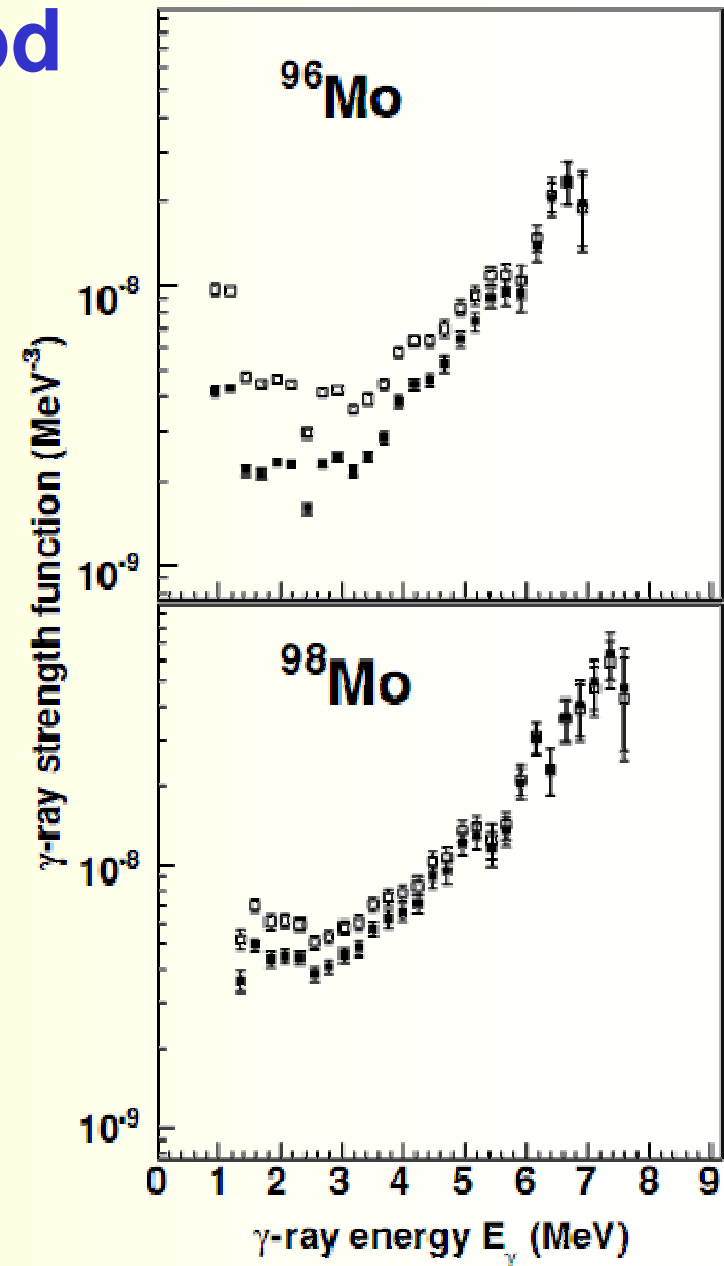 od
⁹⁶Mo
10⁻⁸
10⁻⁹
γ-ray strength function (MeV⁻³)
⁹⁸Mo
10⁻⁸
10⁻⁹
0 1 2 3 4 5 6 7 8 9
γ-ray energy Eᵧ (MeV)